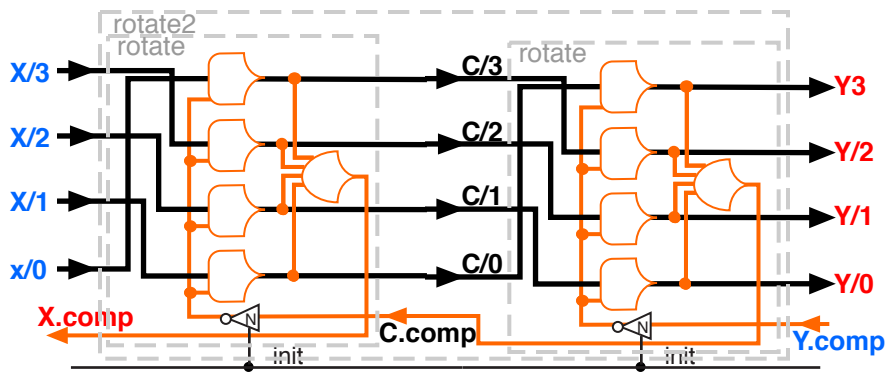 rotate2
rotate
rotate
X/3
C/3
Y3
X/2
C/2
Y/2
X/1
C/1
Y/1
x/0
C/0
Y/0
X.comp
N
C.comp
N
Y.comp
init
init